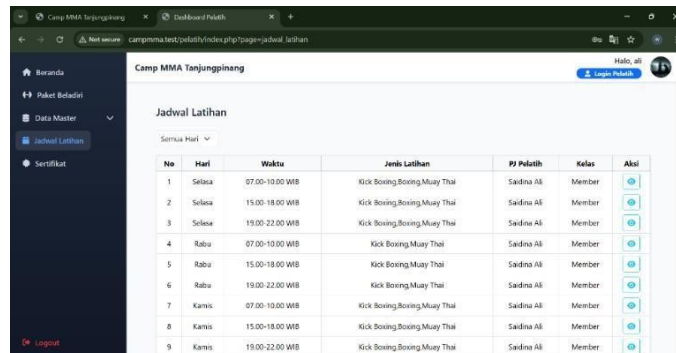 Camp MMA Tanjungpinang
Dashboard Pelatih
Not secure
campmma.test/pelatih/index.php?page=jadwal_latihan
Beranda
Paket Beladiri
Data Master
Jadwal Latihan
Sertifikat
Logout
Camp MMA Tanjungpinang
Halo, ali
Login Pelatih
Jadwal Latihan
Semua Hari
No Hari Waktu Jenis Latihan PJ Pelatih Kelas Aksi
1 Selasa 07.00-10.00 WIB Kick Boxing,Boxing,Muay Thai Saidina Ali Member
2 Selasa 15.00-18.00 WIB Kick Boxing,Boxing,Muay Thai Saidina Ali Member
3 Selasa 19.00-22.00 WIB Kick Boxing,Boxing,Muay Thai Saidina Ali Member
4 Rabu 07.00-10.00 WIB Kick Boxing,Muay Thai Saidina Ali Member
5 Rabu 15.00-18.00 WIB Kick Boxing,Muay Thai Saidina Ali Member
6 Rabu 19.00-22.00 WIB Kick Boxing,Muay Thai Saidina Ali Member
7 Kamis 07.00-10.00 WIB Kick Boxing,Boxing,Muay Thai Saidina Ali Member
8 Kamis 15.00-18.00 WIB Kick Boxing,Boxing,Muay Thai Saidina Ali Member
9 Kamis 19.00-22.00 WIB Kick Boxing,Boxing,Muay Thai Saidina Ali Member